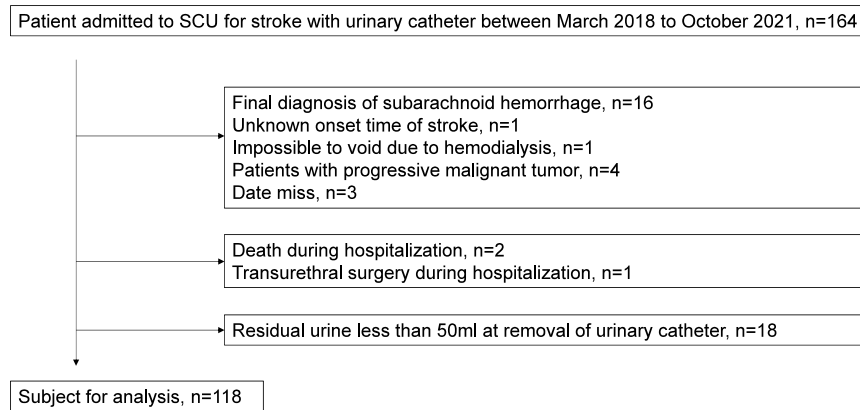 Patient admitted to SCU for stroke with urinary catheter between March 2018 to October 2021, n=164
Final diagnosis of subarachnoid hemorrhage, n=16
Unknown onset time of stroke, n=1
Impossible to void due to hemodialysis, n=1
Patients with progressive malignant tumor, n=4
Date miss, n=3
Death during hospitalization, n=2
Transurethral surgery during hospitalization, n=1
Residual urine less than 50ml at removal of urinary catheter, n=18
Subject for analysis, n=118